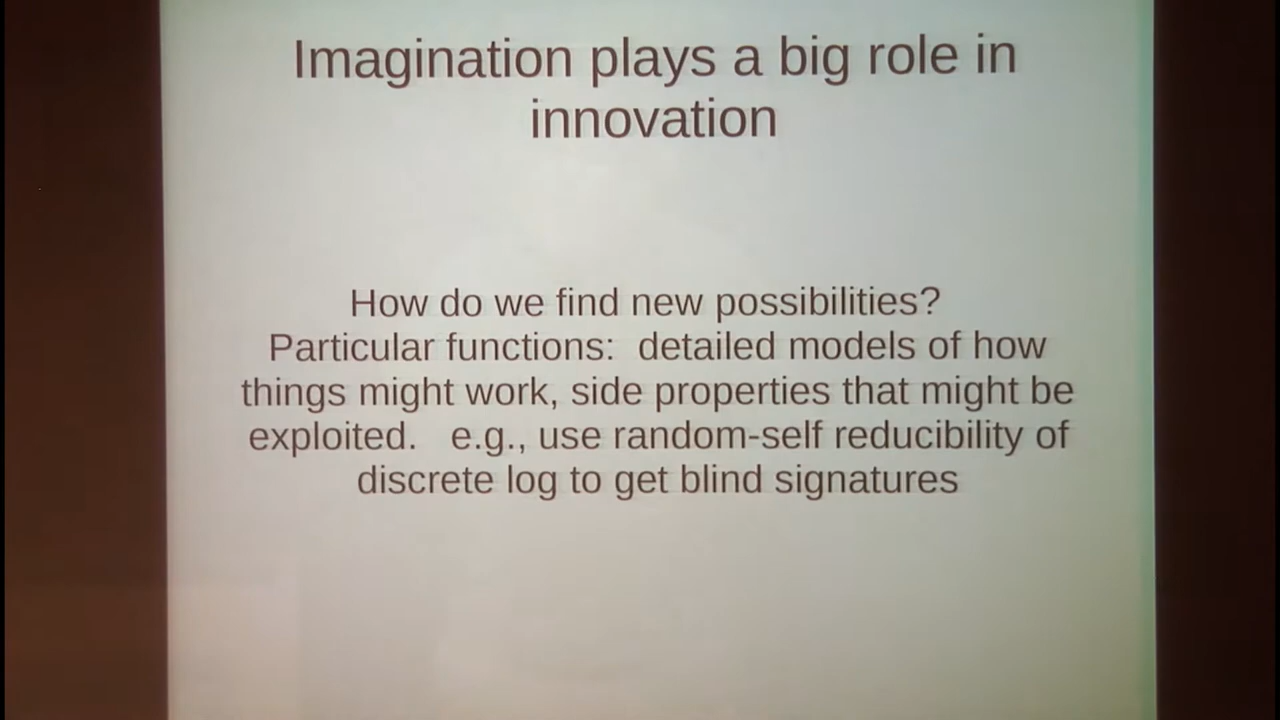 Imagination plays a big role in
innovation
How do we find new possibilities?
Particular functions:  detailed models of how
things might work, side properties that might be
exploited.   e.g., use random-self reducibility of
discrete log to get blind signatures